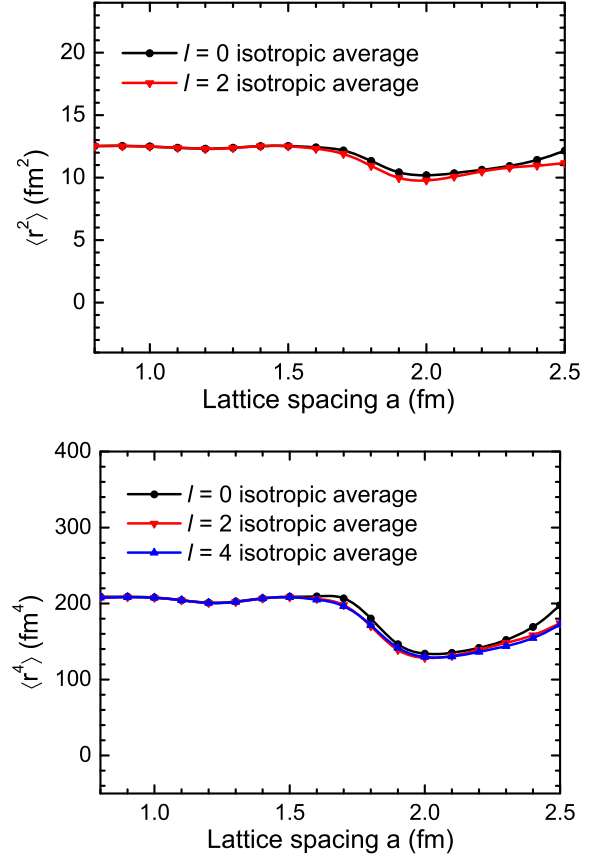 20
15
10
5
0
⟨r²⟩ (fm²)
l = 0 isotropic average
l = 2 isotropic average
1.0 1.5 2.0 2.5
Lattice spacing a (fm)
400
300
200
100
0
⟨r⁴⟩ (fm⁴)
l = 0 isotropic average
l = 2 isotropic average
l = 4 isotropic average
1.0 1.5 2.0 2.5
Lattice spacing a (fm)